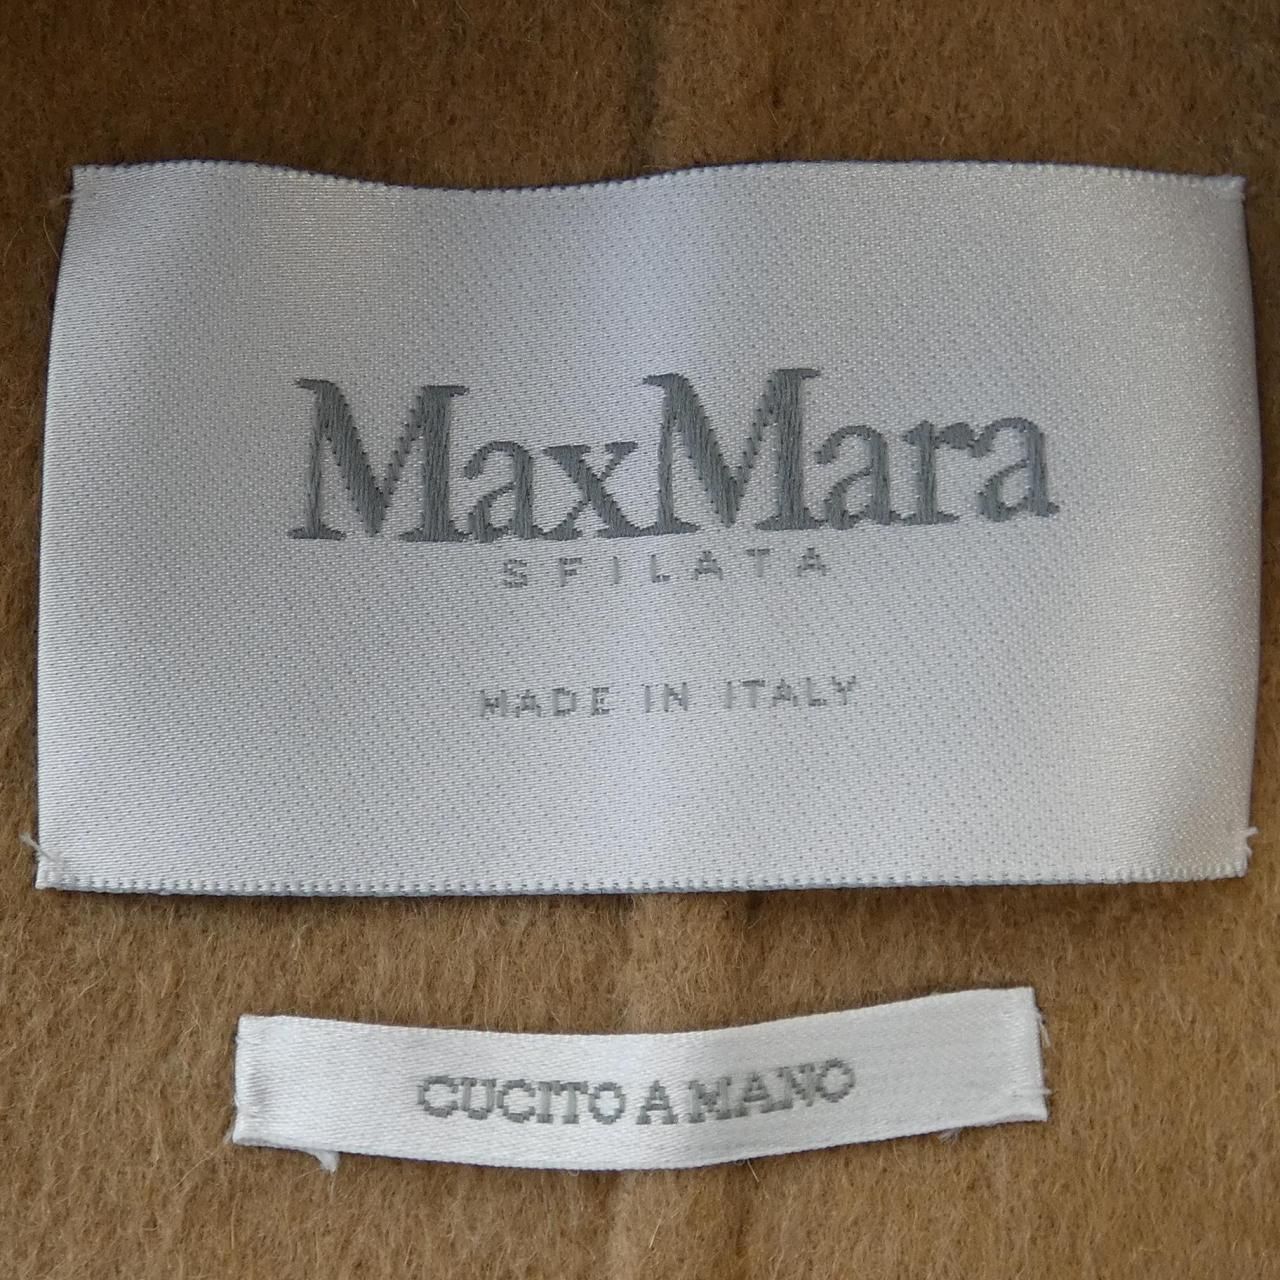 MaxMara
SFILATA
MADE IN ITALY
CUCITO A MANO